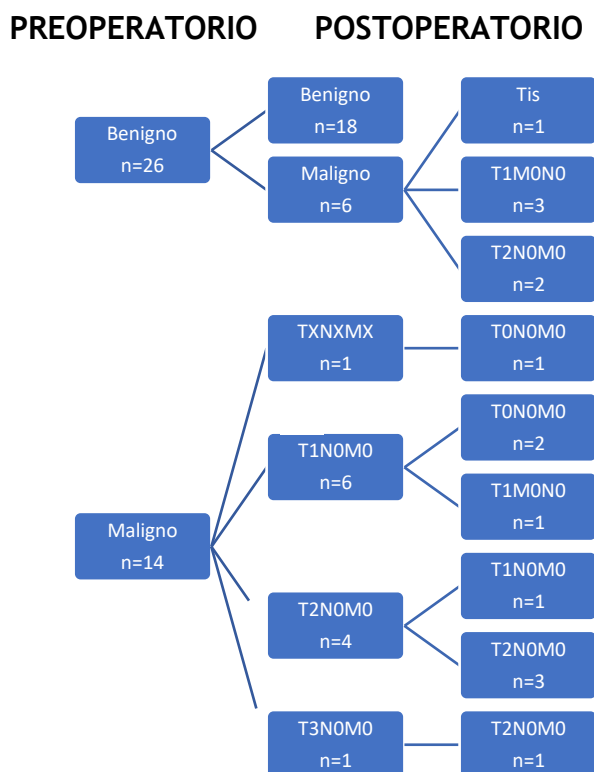 PREOPERATORIO POSTOPERATORIO
Benigno
n=26
Benigno
n=18
Maligno
n=6
Tis
n=1
T1M0N0
n=3
T2N0M0
n=2
Maligno
n=14
TXNXMX
n=1
T0N0M0
n=1
T1N0M0
n=6
T0N0M0
n=2
T1M0N0
n=1
T2N0M0
n=4
T1N0M0
n=1
T2N0M0
n=3
T3N0M0
n=1
T2N0M0
n=1